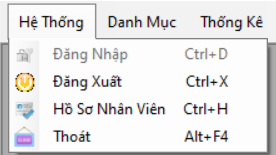 Hệ Thống Danh Mục Thống Kê
Đăng Nhập Ctrl+D
Đăng Xuất Ctrl+X
Hồ Sơ Nhân Viên Ctrl+H
Thoát Alt+F4